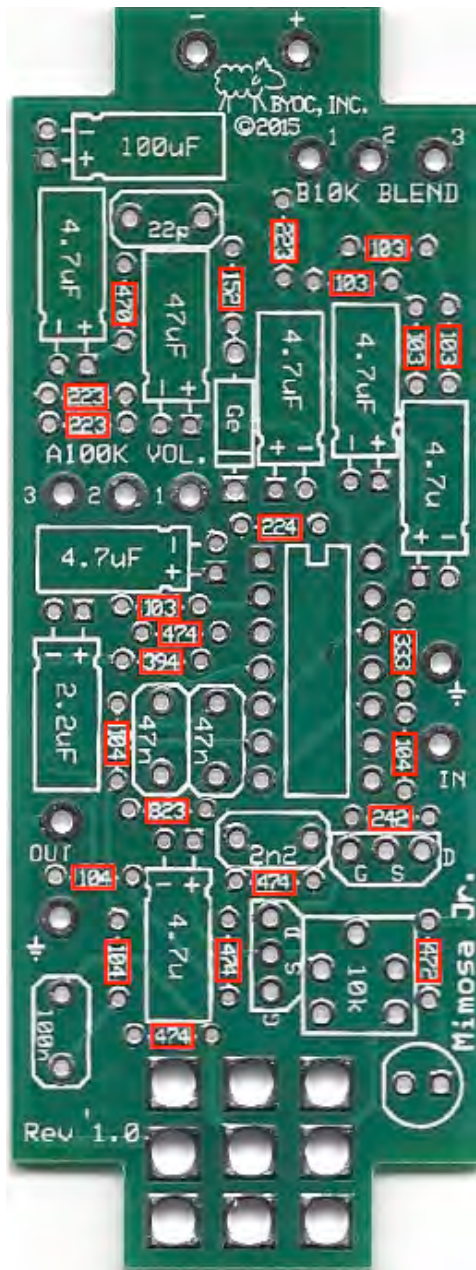 - +
BYOC, INC.
©2015
100uF
1 2 3
B10K BLEND
22p
4.7uF
470
47uF
152
223
103
103
103
103
4.7uF
4.7uF
4.7u
223
223
Ge
A100K VOL.
3 2 1
224
4.7uF
103
474
394
333
2.2uF
104
47n
47n
104
IN
823
242
OUT
2n2
G S D
104
474
4.7u
104
474
D
S
G
10k
472
Mimosa Jr.
100n
474
Rev 1.0